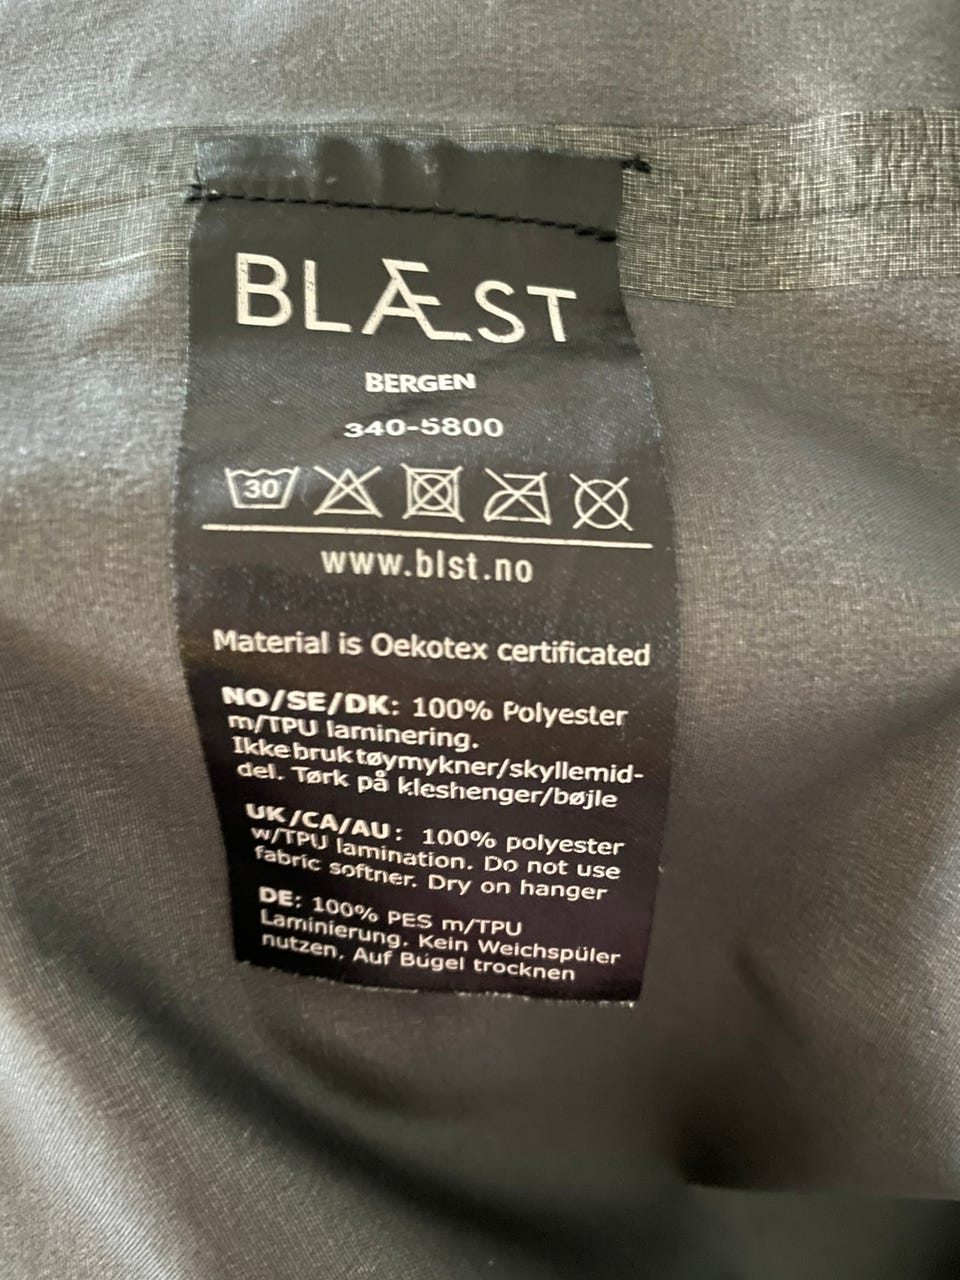 BLÆST
BERGEN
340-5800
30
www.blst.no
Material is Oekotex certificated
NO/SE/DK: 100% Polyester
m/TPU laminering.
Ikke bruk tøymykner/skyllemid-
del. Tørk på kleshenger/bøjle
UK/CA/AU: 100% polyester
w/TPU lamination. Do not use
fabric softner. Dry on hanger
DE: 100% PES m/TPU
Laminierung. Kein Weichspüler
nutzen. Auf Bügel trocknen